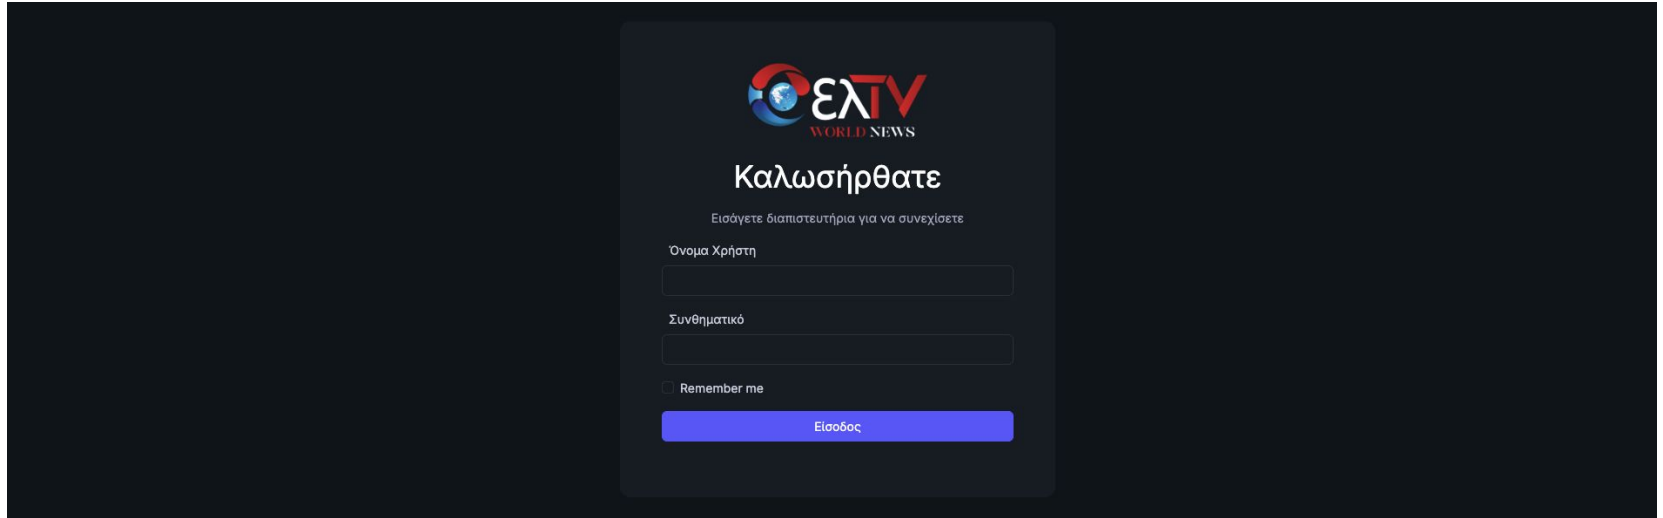 ελTV
WORLD NEWS
Καλωσήρθατε
Εισάγετε διαπιστευτήρια για να συνεχίσετε
Όνομα Χρήστη
Συνθηματικό
Remember me
Είσοδος